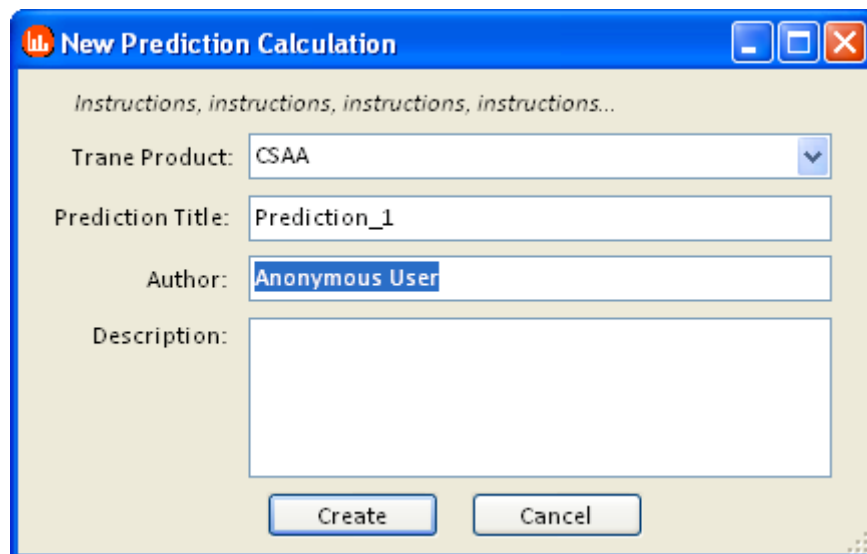 New Prediction Calculation
Instructions, instructions, instructions, instructions...
Trane Product: CSAA
Prediction Title: Prediction_1
Author: Anonymous User
Description:
Create Cancel